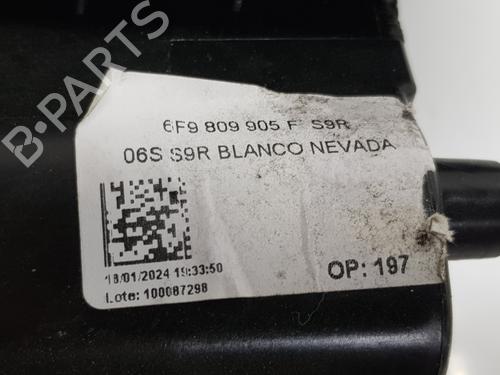 6F9 809 905 F S9R
06S S9R BLANCO NEVADA
18/01/2024 19:33:50
OP: 197
Lote: 100087298
B-PARTS